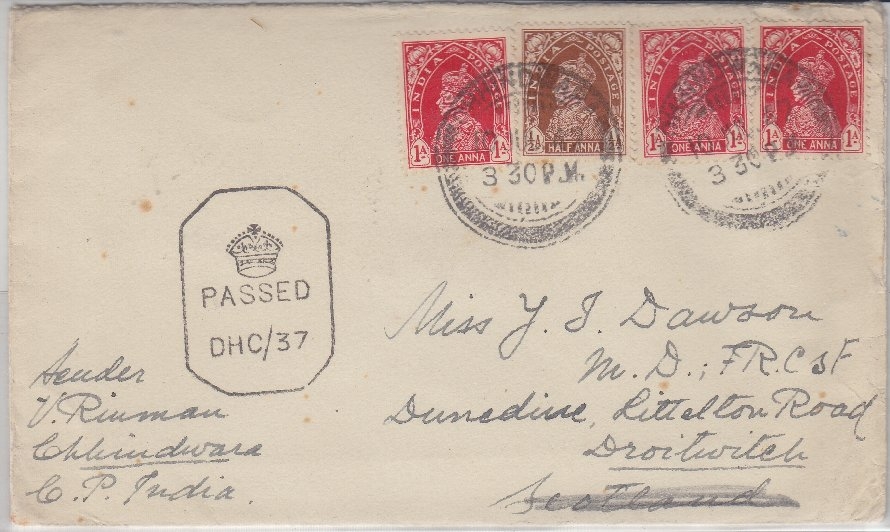 INDIA POSTAGE
1A ONE ANNA 1A
INDIA POSTAGE
½A HALF ANNA
INDIA POSTAGE
1A ONE ANNA 1A
INDIA POSTAGE
1A ONE ANNA 1A
3 30 P.M.
3 30 P.M.
PASSED
DHC/37
Miss Y. J. Dawson
M. D., F.R.C.S F
Dunedine, Littelton Road
Droitwitch
Scotland
Sender
V. Rinman
Chhindwara
C. P. India.